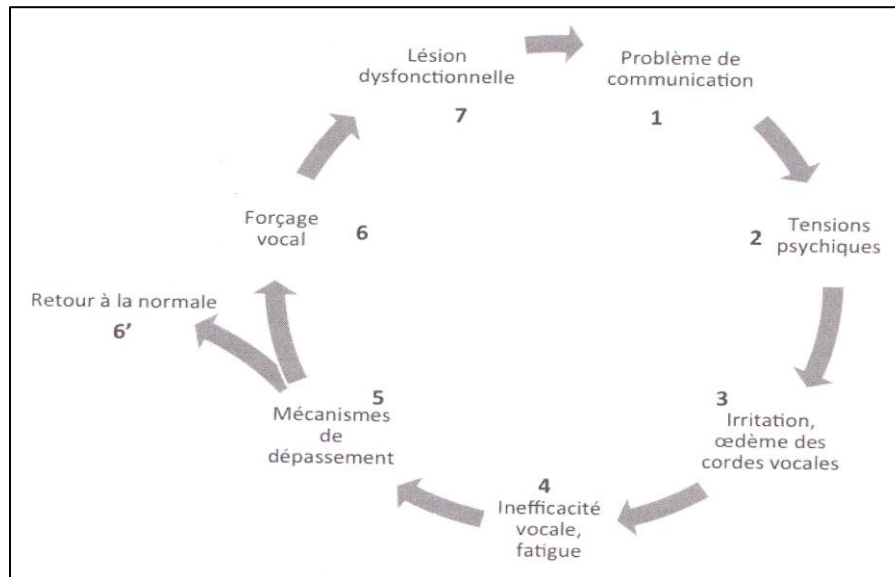 Problème de
communication
1
2
Tensions
psychiques
3
Irritation,
œdème des
cordes vocales
4
Inefficacité
vocale,
fatigue
5
Mécanismes
de
dépassement
Forçage
vocal
6
Retour à la normale
6’
Lésion
dysfonctionnelle
7